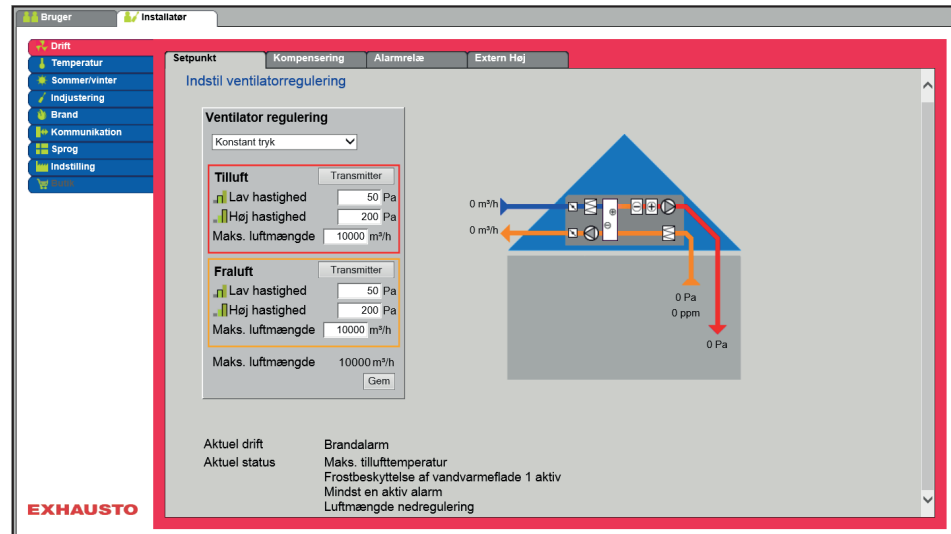 Bruger
Installatør
Drift
Temperatur
Sommer/vinter
Indjustering
Brand
Kommunikation
Sprog
Indstilling
EXHAUSTO
Setpunkt
Kompensering
Alarmrelæ
Extern Høj
Indstil ventilatorregulering
Ventilator regulering
Konstant tryk
Tilluft Transmitter
Lav hastighed 50 Pa
Høj hastighed 200 Pa
Maks. luftmængde 10000 m³/h
Fraluft Transmitter
Lav hastighed 50 Pa
Høj hastighed 200 Pa
Maks. luftmængde 10000 m³/h
Maks. luftmængde 10000 m³/h
Gem
0 m³/h
0 m³/h
0 Pa
0 ppm
0 Pa
Aktuel drift Brandalarm
Aktuel status Maks. tillufttemperatur
Frostbeskyttelse af vandvarmeflade 1 aktiv
Mindst en aktiv alarm
Luftmængde nedregulering